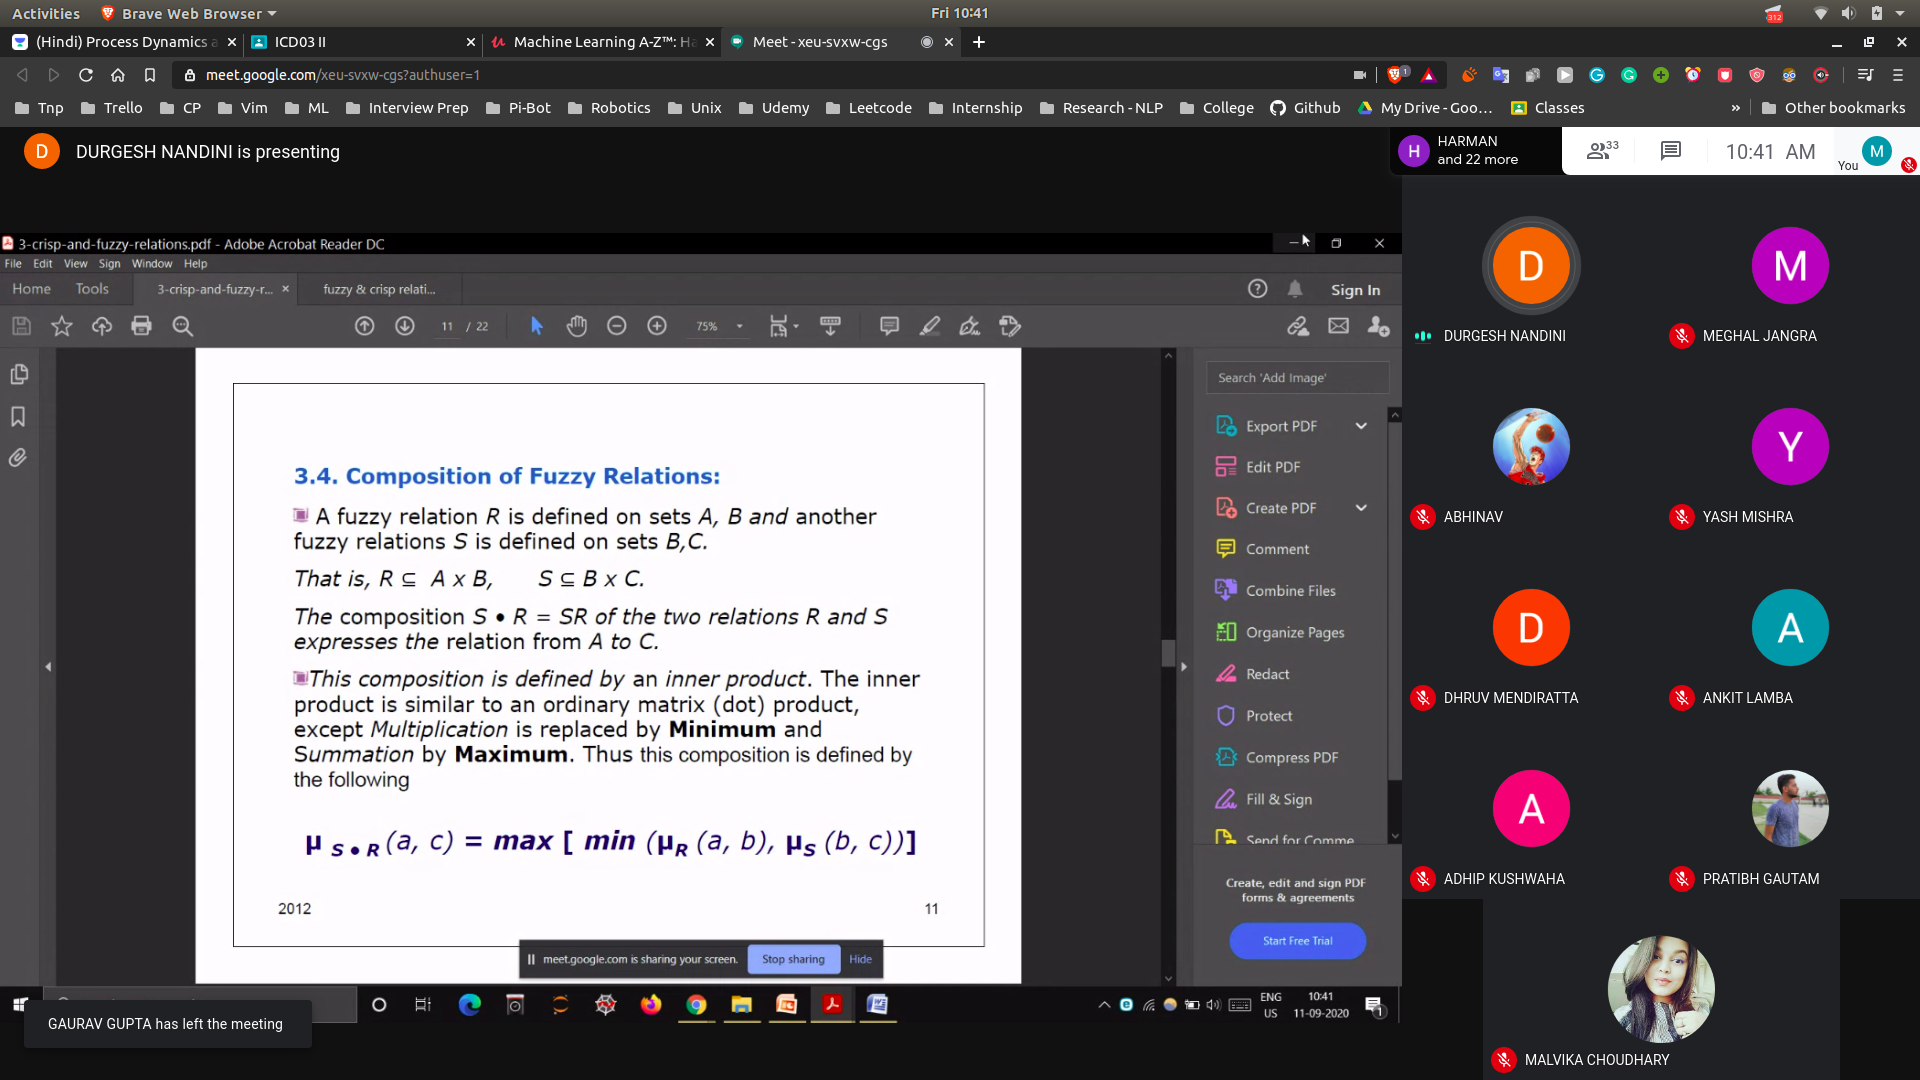 Activities
Brave Web Browser
Fri 10:41
312
(Hindi) Process Dynamics a
ICD03 II
Machine Learning A-Z™: Ha
Meet - xeu-svxw-cgs
meet.google.com/xeu-svxw-cgs?authuser=1
1
Tnp
Trello
CP
Vim
ML
Interview Prep
Pi-Bot
Robotics
Unix
Udemy
Leetcode
Internship
Research - NLP
College
Github
My Drive - Goo...
Classes
»
Other bookmarks
D
DURGESH NANDINI is presenting
H
HARMAN
and 22 more
33
10:41 AM
You
M
3-crisp-and-fuzzy-relations.pdf - Adobe Acrobat Reader DC
File Edit View Sign Window Help
Home
Tools
3-crisp-and-fuzzy-r...
fuzzy & crisp relati...
Sign In
11 / 22
75%
3.4. Composition of Fuzzy Relations:
A fuzzy relation R is defined on sets A, B and another
fuzzy relations S is defined on sets B,C.
That is, R ⊆ A x B, S ⊆ B x C.
The composition S • R = SR of the two relations R and S
expresses the relation from A to C.
This composition is defined by an inner product. The inner
product is similar to an ordinary matrix (dot) product,
except Multiplication is replaced by Minimum and
Summation by Maximum. Thus this composition is defined by
the following
μ S • R (a, c) = max [ min (μR (a, b), μS (b, c))]
2012
11
Search 'Add Image'
Export PDF
Edit PDF
Create PDF
Comment
Combine Files
Organize Pages
Redact
Protect
Compress PDF
Fill & Sign
Send for Comme
Create, edit and sign PDF
forms & agreements
Start Free Trial
meet.google.com is sharing your screen.
Stop sharing
Hide
ENG
US
10:41
11-09-2020
1
GAURAV GUPTA has left the meeting
D
DURGESH NANDINI
M
MEGHAL JANGRA
ABHINAV
Y
YASH MISHRA
D
DHRUV MENDIRATTA
A
ANKIT LAMBA
A
ADHIP KUSHWAHA
PRATIBH GAUTAM
MALVIKA CHOUDHARY